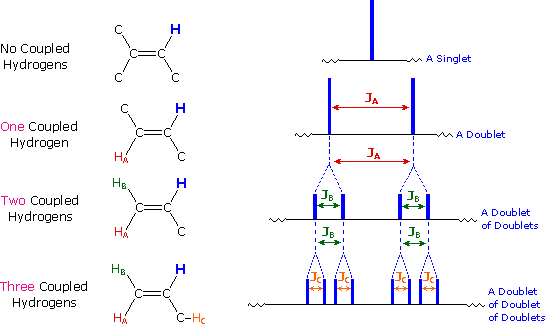 No Coupled
Hydrogens
C
H
C
C
C
C
A Singlet
One Coupled
Hydrogen
C
H
C
C
HA
C
JA
A Doublet
JA
Two Coupled
Hydrogens
HB
H
C
C
HA
C
JB
JB
A Doublet
of Doublets
JB
JB
Three Coupled
Hydrogens
HB
H
C
C
HA
C–HC
JC
JC
JC
JC
A Doublet
of Doublet
of Doublets